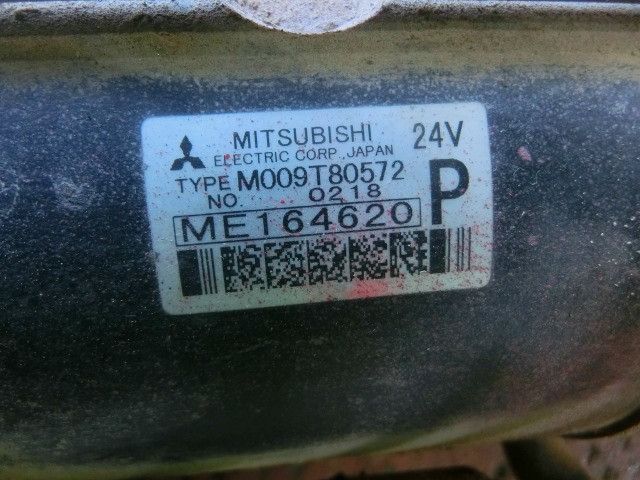 MITSUBISHI 24V
ELECTRIC CORP. JAPAN
TYPE M009T80572
NO. 0218 P
ME164620